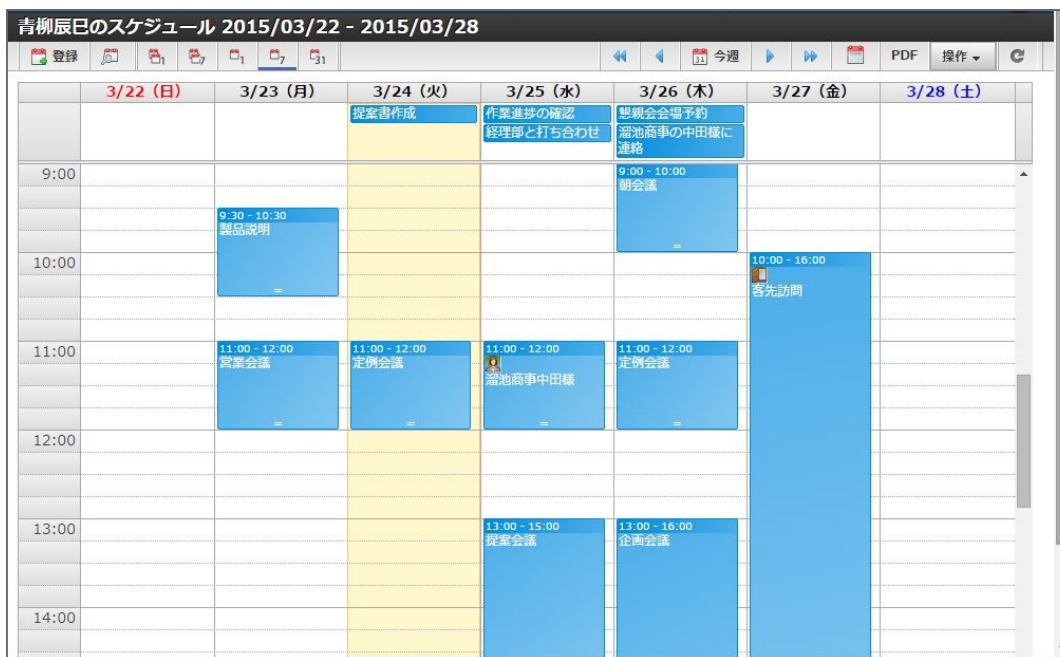 青柳辰巳のスケジュール 2015/03/22 - 2015/03/28
登録
1
7
1
7
31
31 今週
PDF
操作
3/22 (日)
3/23 (月)
3/24 (火)
3/25 (水)
3/26 (木)
3/27 (金)
3/28 (土)
提案書作成
作業進捗の確認
経理部と打ち合わせ
懇親会会場予約
溜池商事の中田様に
連絡
9:00
9:00 - 10:00
朝会議
9:30 - 10:30
製品説明
10:00
10:00 - 16:00
客先訪問
11:00
11:00 - 12:00
営業会議
11:00 - 12:00
定例会議
11:00 - 12:00
溜池商事中田様
11:00 - 12:00
定例会議
12:00
13:00
13:00 - 15:00
提案会議
13:00 - 16:00
企画会議
14:00